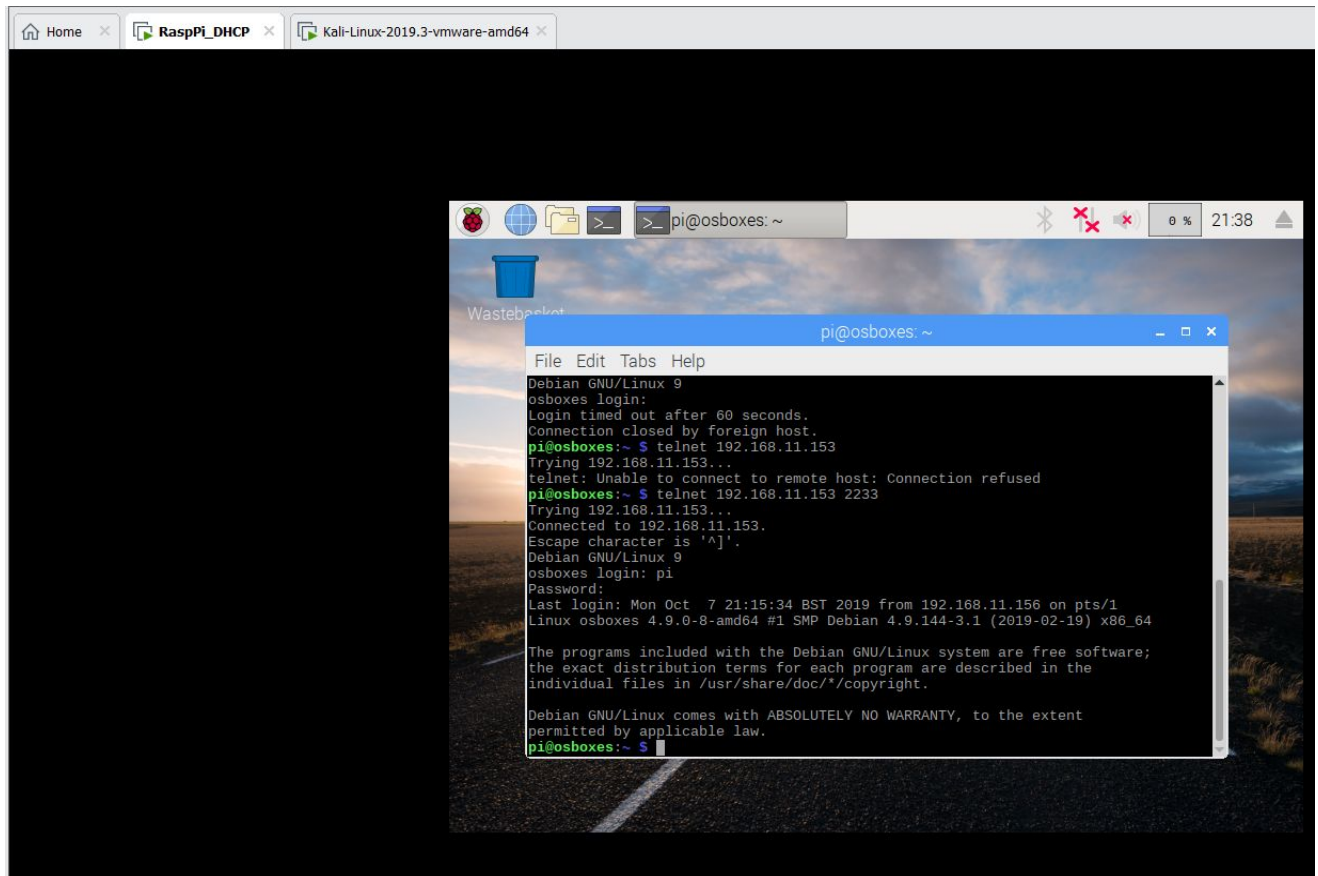 Home
RaspPi_DHCP
Kali-Linux-2019.3-vmware-amd64
pi@osboxes: ~
0 %
21:38
Wastebasket
pi@osboxes: ~
File Edit Tabs Help
Debian GNU/Linux 9
osboxes login:
Login timed out after 60 seconds.
Connection closed by foreign host.
pi@osboxes:~ $ telnet 192.168.11.153
Trying 192.168.11.153...
telnet: Unable to connect to remote host: Connection refused
pi@osboxes:~ $ telnet 192.168.11.153 2233
Trying 192.168.11.153...
Connected to 192.168.11.153.
Escape character is '^]'.
Debian GNU/Linux 9
osboxes login: pi
Password:
Last login: Mon Oct  7 21:15:34 BST 2019 from 192.168.11.156 on pts/1
Linux osboxes 4.9.0-8-amd64 #1 SMP Debian 4.9.144-3.1 (2019-02-19) x86_64
The programs included with the Debian GNU/Linux system are free software;
the exact distribution terms for each program are described in the
individual files in /usr/share/doc/*/copyright.
Debian GNU/Linux comes with ABSOLUTELY NO WARRANTY, to the extent
permitted by applicable law.
pi@osboxes:~ $